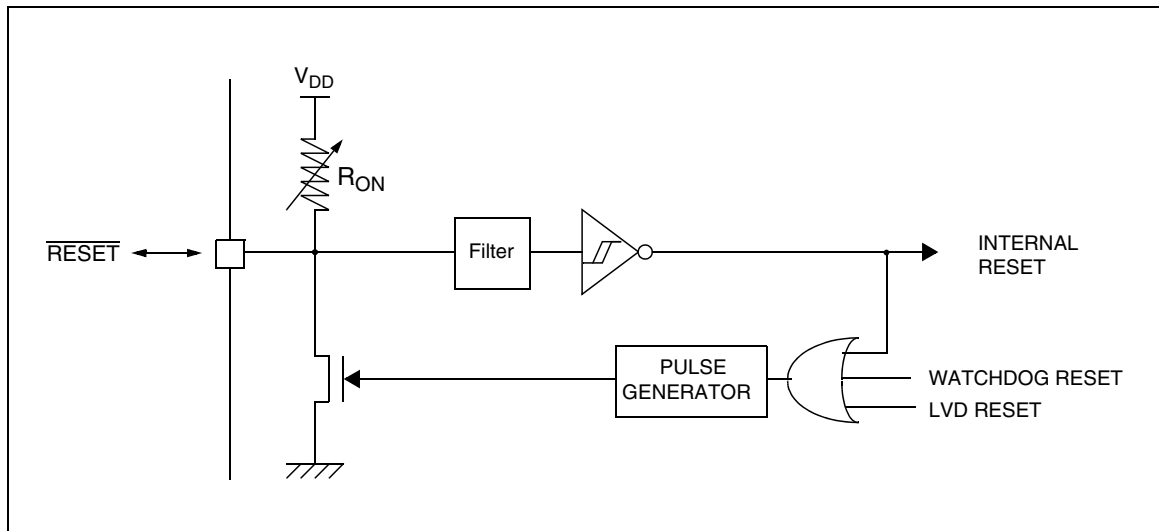 VDD
RON
RESET
Filter
INTERNAL
RESET
PULSE
GENERATOR
WATCHDOG RESET
LVD RESET